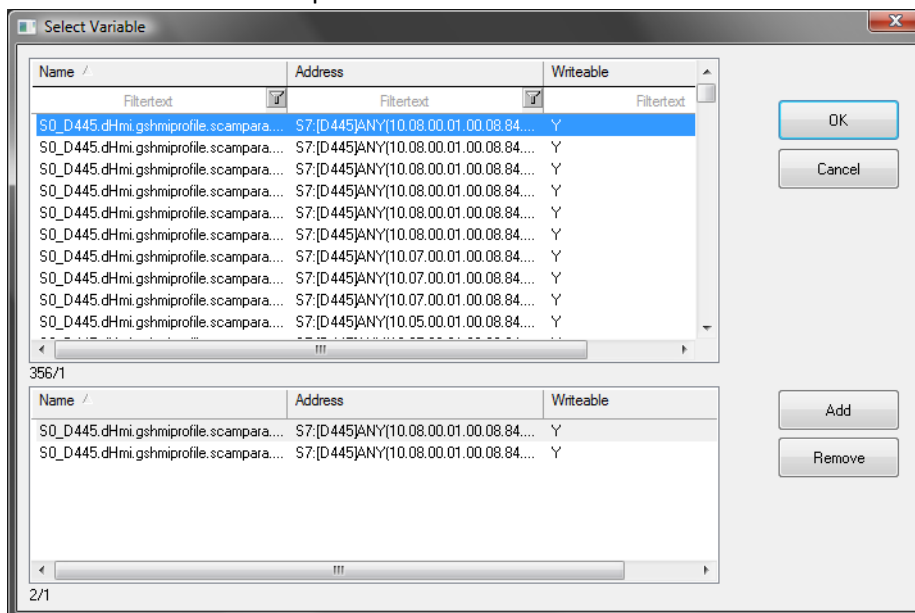 Select Variable
Name Address Writeable
Filtertext Filtertext Filtertext
S0_D445.dHmi.gshmiprofile.scampara.... S7:[D445]ANY(10.08.00.01.00.08.84.... Y
S0_D445.dHmi.gshmiprofile.scampara.... S7:[D445]ANY(10.08.00.01.00.08.84.... Y
S0_D445.dHmi.gshmiprofile.scampara.... S7:[D445]ANY(10.08.00.01.00.08.84.... Y
S0_D445.dHmi.gshmiprofile.scampara.... S7:[D445]ANY(10.08.00.01.00.08.84.... Y
S0_D445.dHmi.gshmiprofile.scampara.... S7:[D445]ANY(10.08.00.01.00.08.84.... Y
S0_D445.dHmi.gshmiprofile.scampara.... S7:[D445]ANY(10.08.00.01.00.08.84.... Y
S0_D445.dHmi.gshmiprofile.scampara.... S7:[D445]ANY(10.07.00.01.00.08.84.... Y
S0_D445.dHmi.gshmiprofile.scampara.... S7:[D445]ANY(10.07.00.01.00.08.84.... Y
S0_D445.dHmi.gshmiprofile.scampara.... S7:[D445]ANY(10.07.00.01.00.08.84.... Y
S0_D445.dHmi.gshmiprofile.scampara.... S7:[D445]ANY(10.05.00.01.00.08.84.... Y
356/1
Name Address Writeable
S0_D445.dHmi.gshmiprofile.scampara.... S7:[D445]ANY(10.08.00.01.00.08.84.... Y
S0_D445.dHmi.gshmiprofile.scampara.... S7:[D445]ANY(10.08.00.01.00.08.84.... Y
2/1
OK
Cancel
Add
Remove